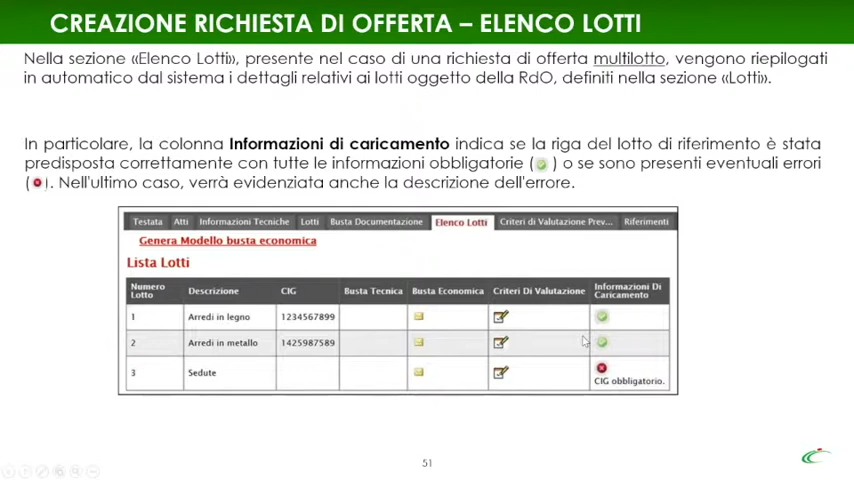 CREAZIONE RICHIESTA DI OFFERTA – ELENCO LOTTI
Nella sezione «Elenco Lotti», presente nel caso di una richiesta di offerta multilotto, vengono riepilogati
in automatico dal sistema i dettagli relativi ai lotti oggetto della RdO, definiti nella sezione «Lotti».
In particolare, la colonna Informazioni di caricamento indica se la riga del lotto di riferimento è stata
predisposta correttamente con tutte le informazioni obbligatorie ( ) o se sono presenti eventuali errori
( ). Nell'ultimo caso, verrà evidenziata anche la descrizione dell'errore.
Testata Atti Informazioni Tecniche Lotti Busta Documentazione Elenco Lotti Criteri di Valutazione Prev... Riferimenti
Genera Modello busta economica
Lista Lotti
Numero Lotto Descrizione CIG Busta Tecnica Busta Economica Criteri Di Valutazione Informazioni Di Caricamento
1 Arredi in legno 1234567899
2 Arredi in metallo 1425987589
3 Sedute CIG obbligatorio.
51